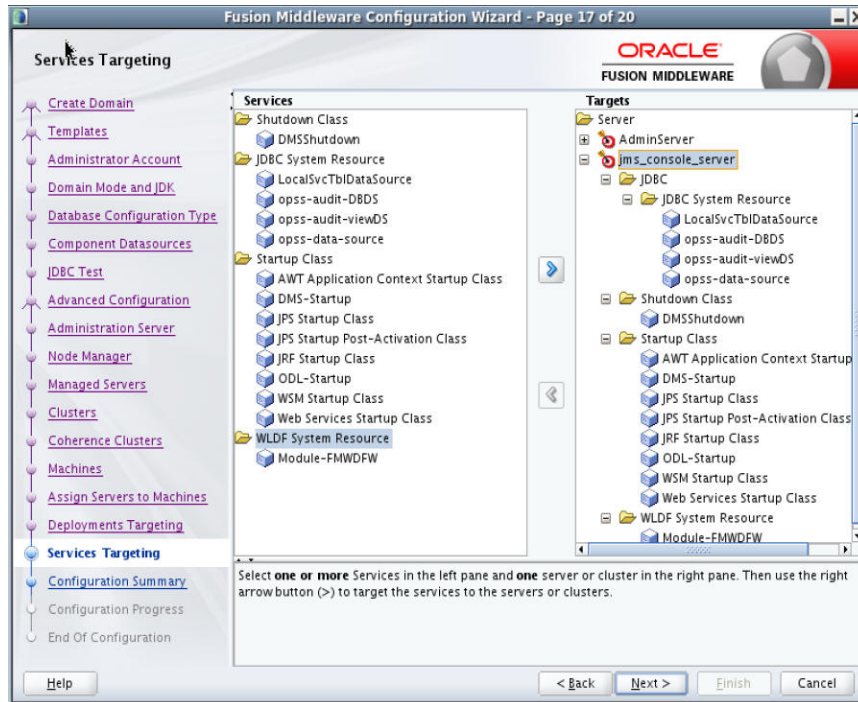 Fusion Middleware Configuration Wizard - Page 17 of 20
Services Targeting
ORACLE
FUSION MIDDLEWARE
Create Domain
Templates
Administrator Account
Domain Mode and JDK
Database Configuration Type
Component Datasources
JDBC Test
Advanced Configuration
Administration Server
Node Manager
Managed Servers
Clusters
Coherence Clusters
Machines
Assign Servers to Machines
Deployments Targeting
Services Targeting
Configuration Summary
Configuration Progress
End Of Configuration
Services
Shutdown Class
DMSShutdown
JDBC System Resource
LocalSvcTblDataSource
opss-audit-DBDS
opss-audit-viewDS
opss-data-source
Startup Class
AWT Application Context Startup Class
DMS-Startup
JPS Startup Class
JPS Startup Post-Activation Class
JRF Startup Class
ODL-Startup
WSM Startup Class
Web Services Startup Class
WLDF System Resource
Module-FMWDFW
Targets
Server
AdminServer
jms_console_server
JDBC
JDBC System Resource
LocalSvcTblDataSource
opss-audit-DBDS
opss-audit-viewDS
opss-data-source
Shutdown Class
DMSShutdown
Startup Class
AWT Application Context Startup
DMS-Startup
JPS Startup Class
JPS Startup Post-Activation Class
JRF Startup Class
ODL-Startup
WSM Startup Class
Web Services Startup Class
WLDF System Resource
Module-FMWDFW
Select one or more Services in the left pane and one server or cluster in the right pane. Then use the right
arrow button (>) to target the services to the servers or clusters.
Help
< Back
Next >
Finish
Cancel